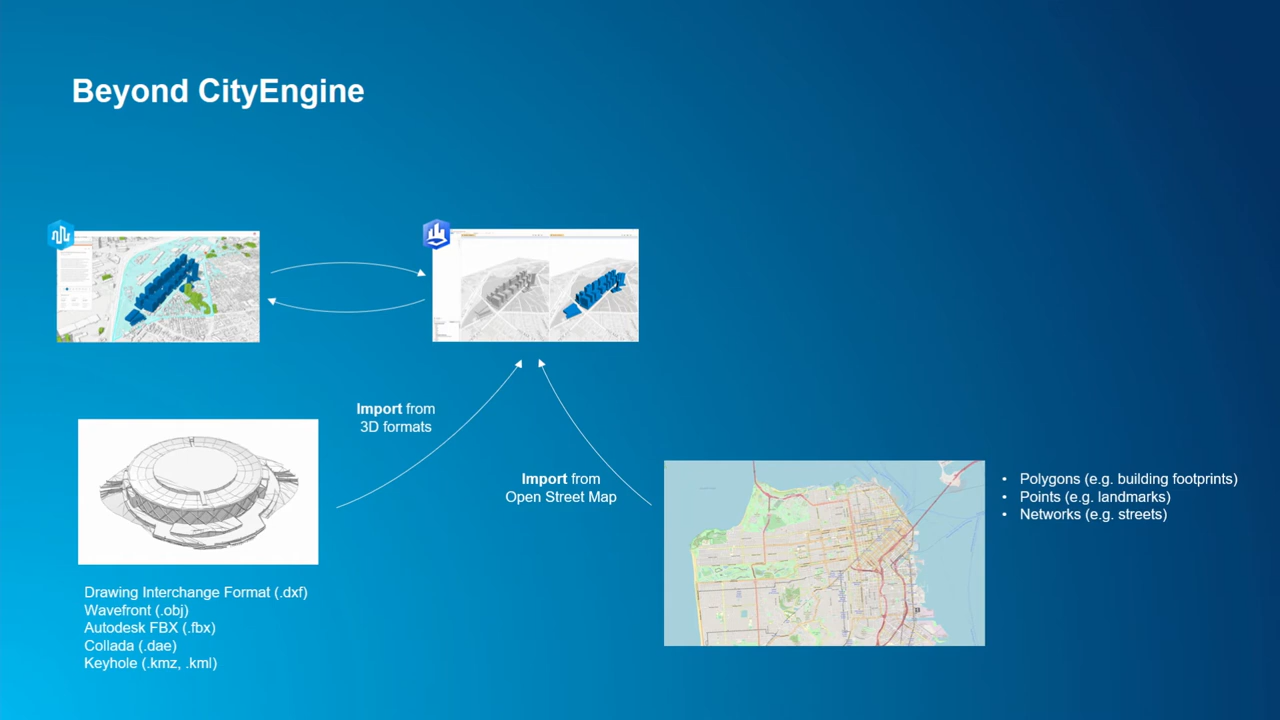 Beyond CityEngine
Import from
3D formats
Import from
Open Street Map
• Polygons (e.g. building footprints)
• Points (e.g. landmarks)
• Networks (e.g. streets)
Drawing Interchange Format (.dxf)
Wavefront (.obj)
Autodesk FBX (.fbx)
Collada (.dae)
Keyhole (.kmz, .kml)